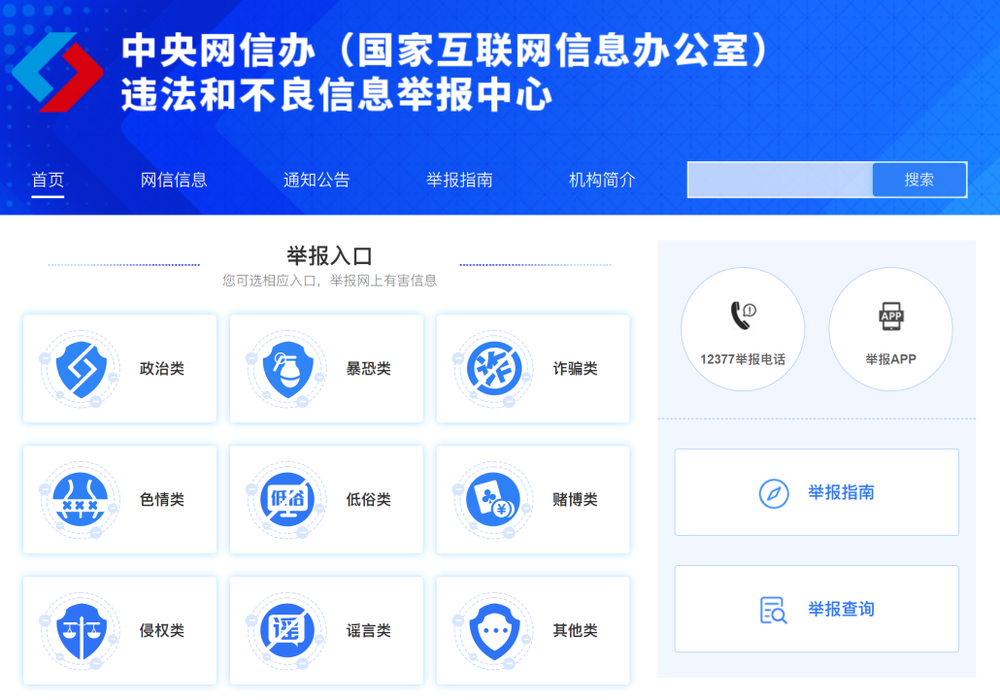 中央网信办（国家互联网信息办公室）
违法和不良信息举报中心
首页 网信信息 通知公告 举报指南 机构简介 搜索
举报入口
您可选相应入口，举报网上有害信息
12377举报电话 举报APP
APP
政治类 暴恐类 诈骗类
诈
色情类 低俗类 赌博类
低俗
¥
举报指南
侵权类 谣言类 其他类
谣
举报查询